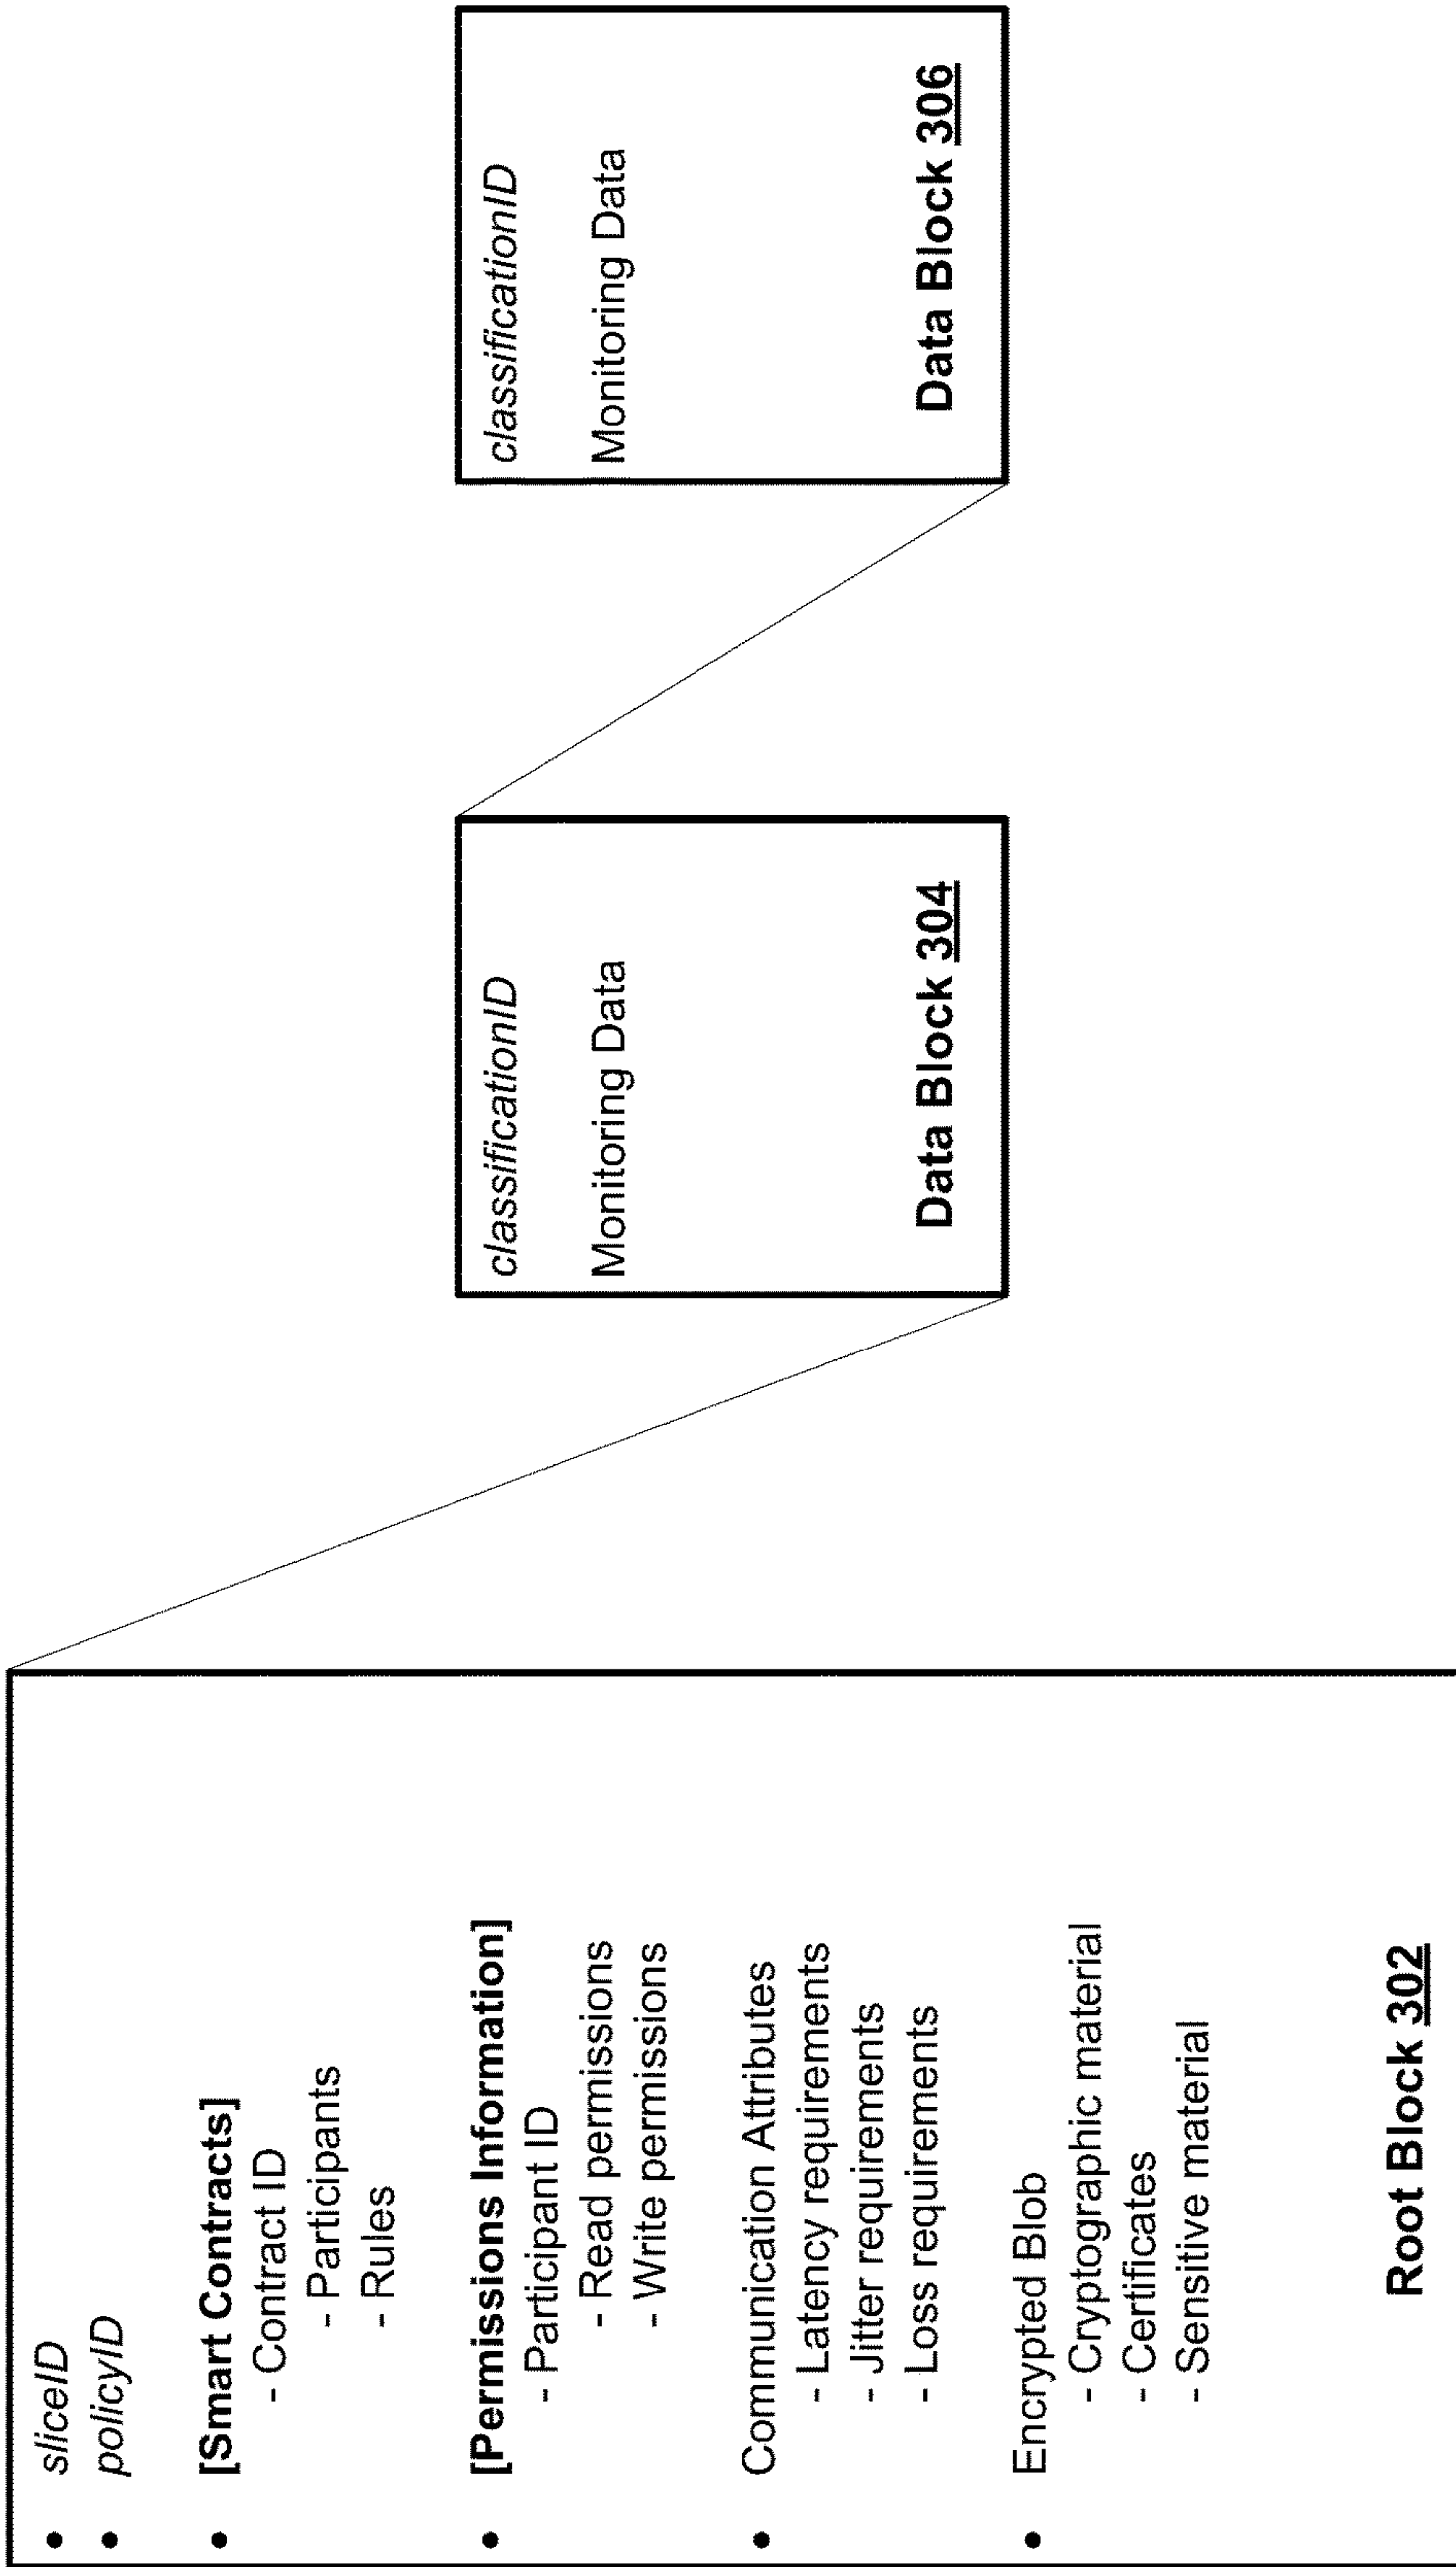 • sliceID
• policyID
• [Smart Contracts]
- Contract ID
- Participants
- Rules
• [Permissions Information]
- Participant ID
- Read permissions
- Write permissions
• Communication Attributes
- Latency requirements
- Jitter requirements
- Loss requirements
• Encrypted Blob
- Cryptographic material
- Certificates
- Sensitive material
Root Block 302
classificationID
Monitoring Data
Data Block 304
classificationID
Monitoring Data
Data Block 306